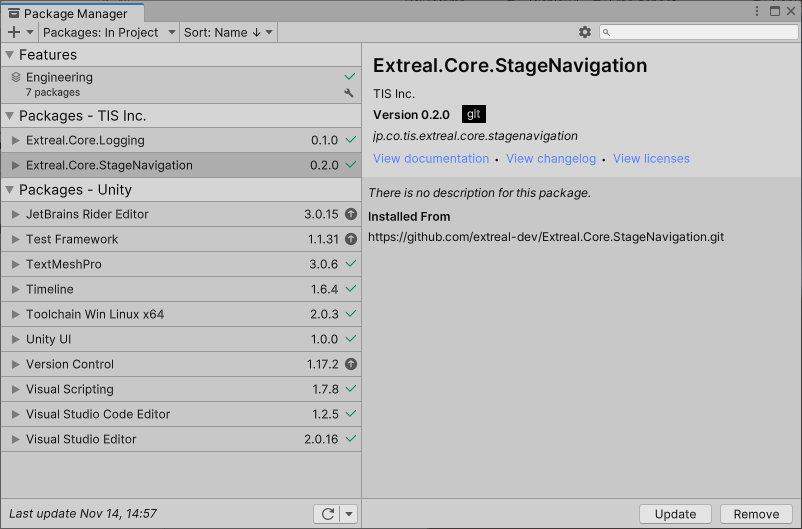 Package Manager
Packages: In Project
Sort: Name ↓
Features
Engineering
7 packages
Packages - TIS Inc.
Extreal.Core.Logging 0.1.0
Extreal.Core.StageNavigation 0.2.0
Packages - Unity
JetBrains Rider Editor 3.0.15
Test Framework 1.1.31
TextMeshPro 3.0.6
Timeline 1.6.4
Toolchain Win Linux x64 2.0.3
Unity UI 1.0.0
Version Control 1.17.2
Visual Scripting 1.7.8
Visual Studio Code Editor 1.2.5
Visual Studio Editor 2.0.16
Last update Nov 14, 14:57
Extreal.Core.StageNavigation
TIS Inc.
Version 0.2.0 git
jp.co.tis.extreal.core.stagenavigation
View documentation • View changelog • View licenses
There is no description for this package.
Installed From
https://github.com/extreal-dev/Extreal.Core.StageNavigation.git
Update Remove